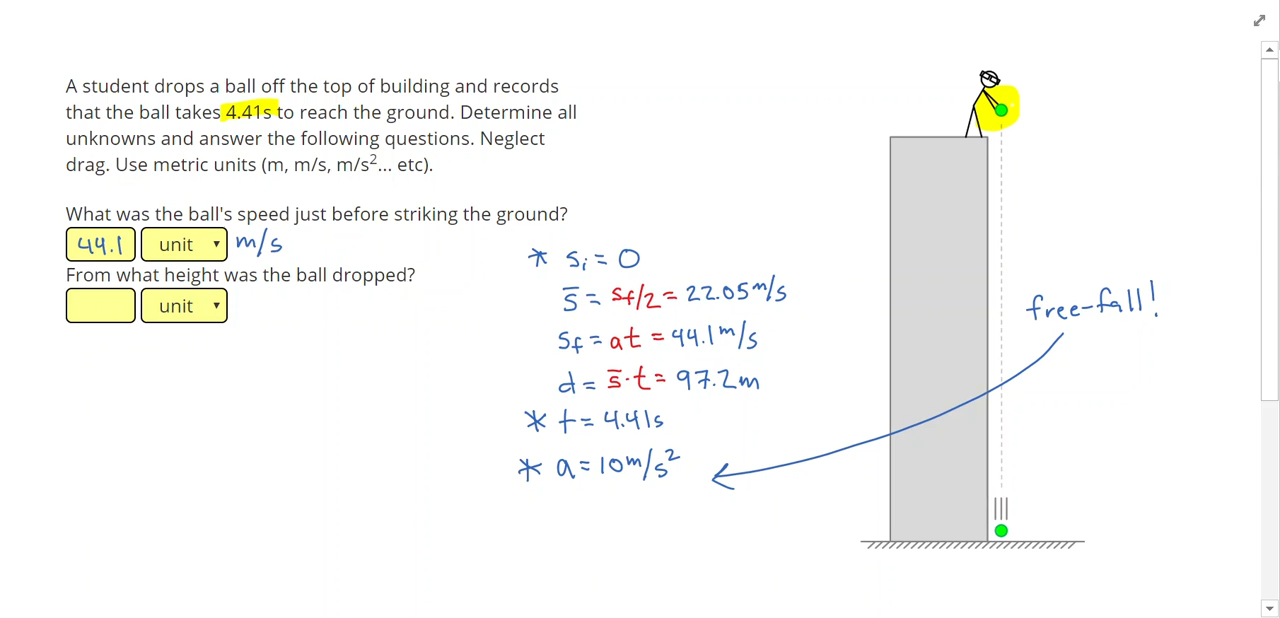 A student drops a ball off the top of building and records
that the ball takes 4.41s to reach the ground. Determine all
unknowns and answer the following questions. Neglect
drag. Use metric units (m, m/s, m/s²... etc).
What was the ball's speed just before striking the ground?
44.1 unit m/s
From what height was the ball dropped?
unit
* sᵢ = 0
s̄ = sf/2 = 22.05 m/s
sf = at = 44.1 m/s
d = s̄·t = 97.2 m
* t = 4.41s
* a = 10 m/s²
free-fall!